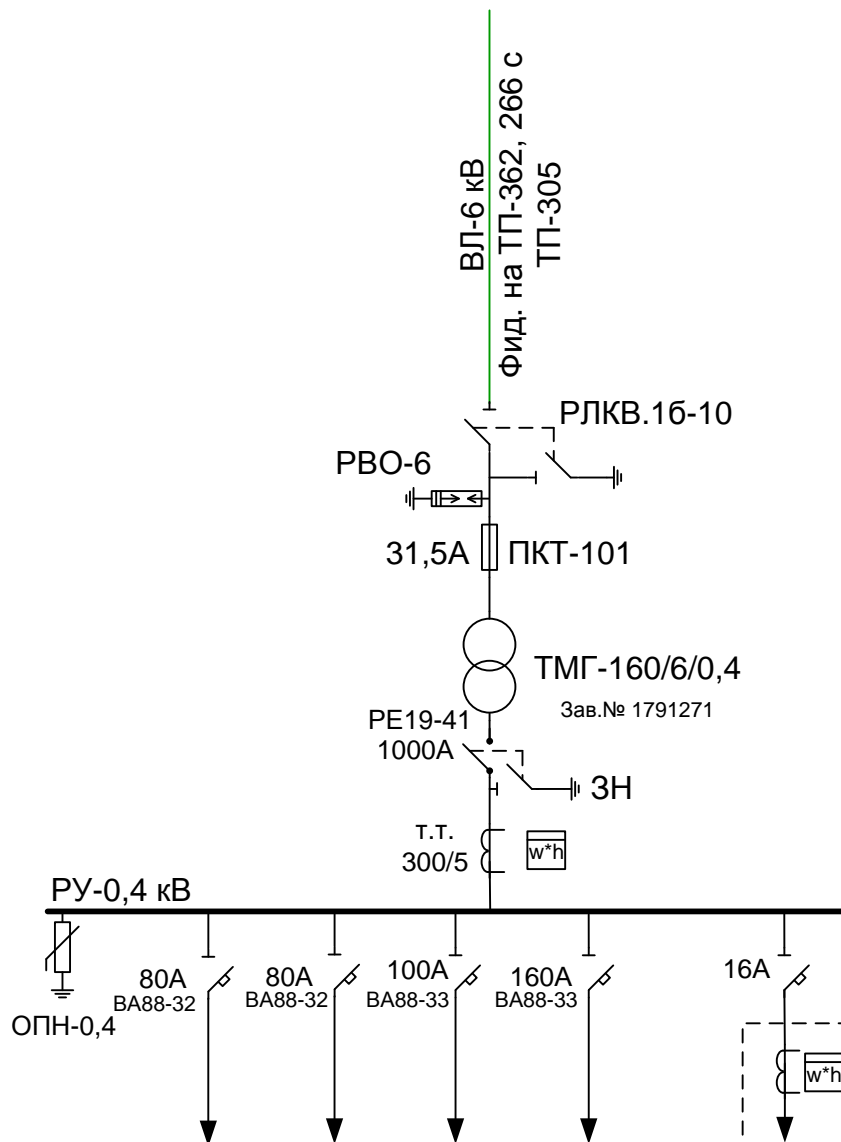 ВЛ-6 кВ
Фид. на ТП-362, 266 с
ТП-305
РЛКВ.1б-10
РВО-6
31,5А
ПКТ-101
ТМГ-160/6/0,4
Зав.№ 1791271
РЕ19-41
1000А
ЗН
т.т.
300/5
w*h
РУ-0,4 кВ
ОПН-0,4
80А
ВА88-32
80А
ВА88-32
100А
ВА88-33
160А
ВА88-33
16А
w*h